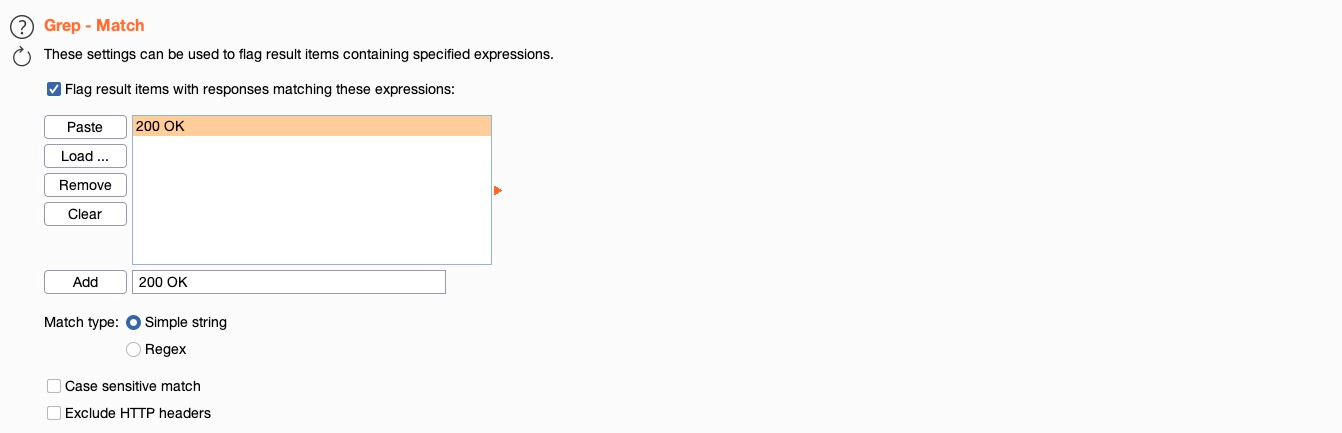 Grep - Match
These settings can be used to flag result items containing specified expressions.
Flag result items with responses matching these expressions:
Paste
200 OK
Load ...
Remove
Clear
Add
200 OK
Match type:
Simple string
Regex
Case sensitive match
Exclude HTTP headers